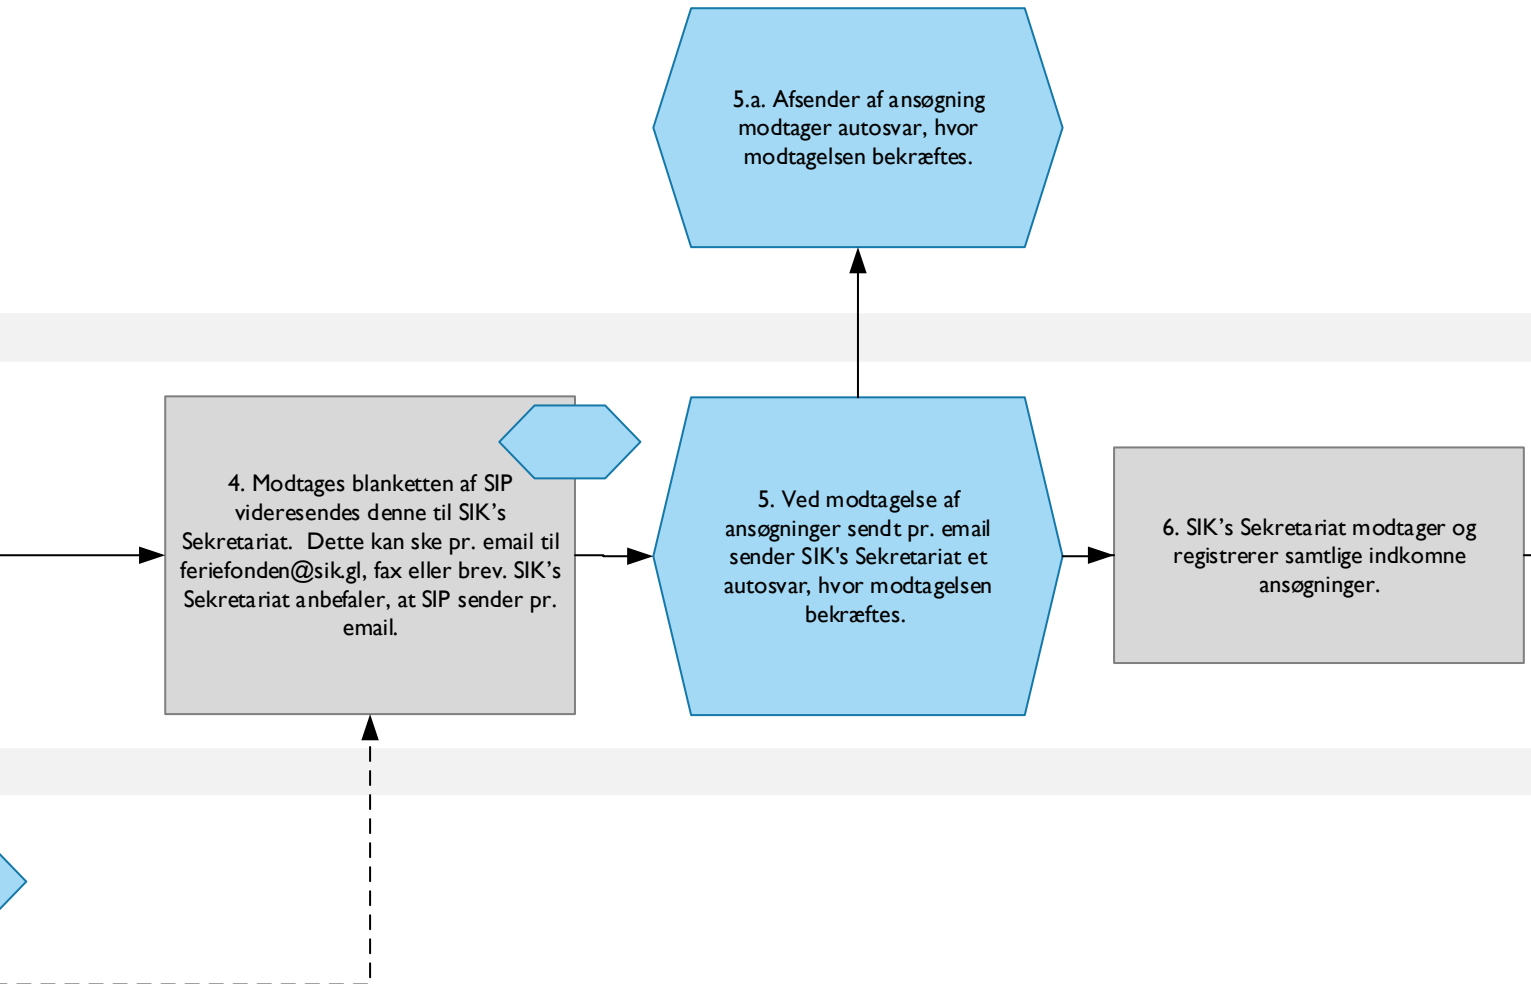 5.a. Afsender af ansøgning
modtager autosvar, hvor
modtagelsen bekræftes.
4. Modtages blanketten af SIP
videresendes denne til SIK’s
Sekretariat.  Dette kan ske pr. email til
feriefonden@sik.gl, fax eller brev. SIK’s
Sekretariat anbefaler, at SIP sender pr.
email.
5. Ved modtagelse af
ansøgninger sendt pr. email
sender SIK's Sekretariat et
autosvar, hvor modtagelsen
bekræftes.
6. SIK’s Sekretariat modtager og
registrerer samtlige indkomne
ansøgninger.